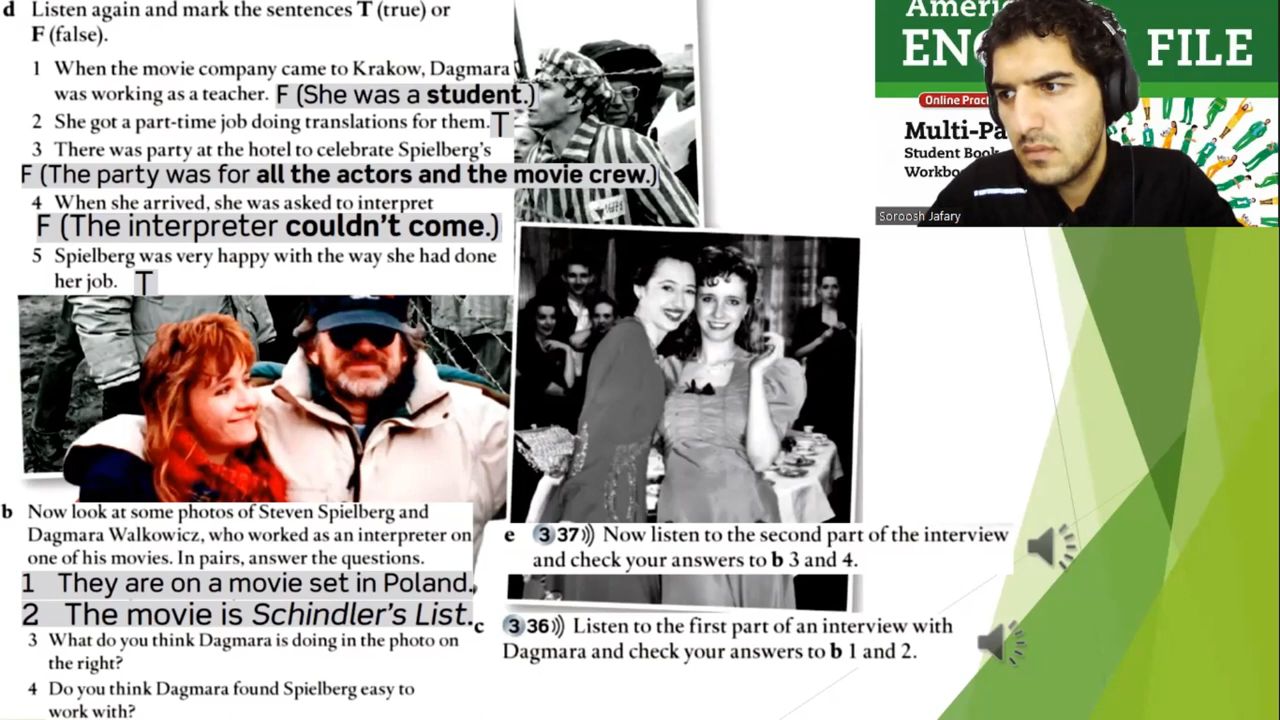 d Listen again and mark the sentences T (true) or
F (false).
1 When the movie company came to Krakow, Dagmara
was working as a teacher. F (She was a student.)
2 She got a part-time job doing translations for them. T
3 There was party at the hotel to celebrate Spielberg's
F (The party was for all the actors and the movie crew.)
4 When she arrived, she was asked to interpret
F (The interpreter couldn't come.)
5 Spielberg was very happy with the way she had done
her job. T
b Now look at some photos of Steven Spielberg and
Dagmara Walkowicz, who worked as an interpreter on
one of his movies. In pairs, answer the questions.
1 They are on a movie set in Poland.
2 The movie is Schindler's List.
3 What do you think Dagmara is doing in the photo on
the right?
4 Do you think Dagmara found Spielberg easy to
work with?
e 3 37)) Now listen to the second part of the interview
and check your answers to b 3 and 4.
c 3 36)) Listen to the first part of an interview with
Dagmara and check your answers to b 1 and 2.
FILE
Online
Student Book
Soroosh Jafary